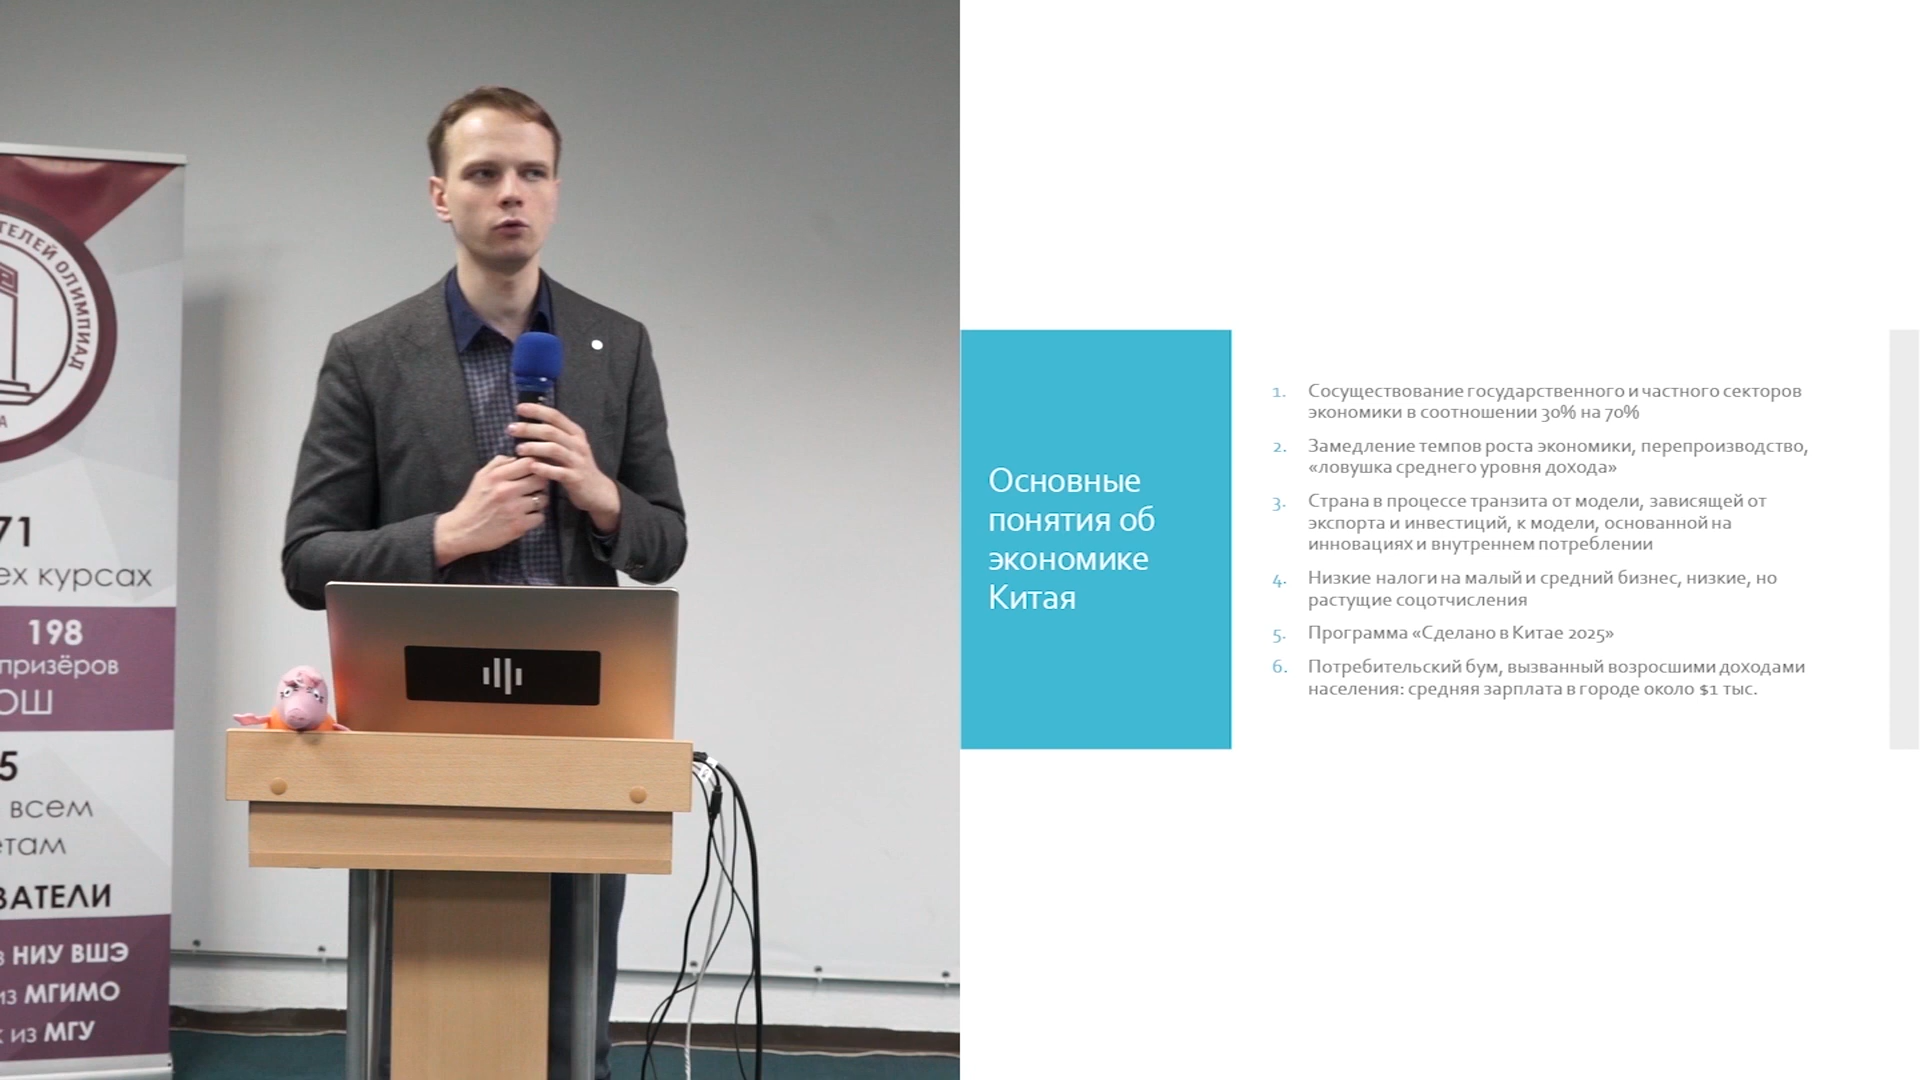 ТЕЛЕЙ ОЛИМПИАД
А
71
ех курсах
198
призёров
ОШ
5
всем
етам
ВАТЕЛИ
в НИУ ВШЭ
из МГИМО
к из МГУ
Основные
понятия об
экономике
Китая
1. Сосуществование государственного и частного секторов
экономики в соотношении 30% на 70%
2. Замедление темпов роста экономики, перепроизводство,
«ловушка среднего уровня дохода»
3. Страна в процессе транзита от модели, зависящей от
экспорта и инвестиций, к модели, основанной на
инновациях и внутреннем потреблении
4. Низкие налоги на малый и средний бизнес, низкие, но
растущие соцотчисления
5. Программа «Сделано в Китае 2025»
6. Потребительский бум, вызванный возросшими доходами
населения: средняя зарплата в городе около $1 тыс.